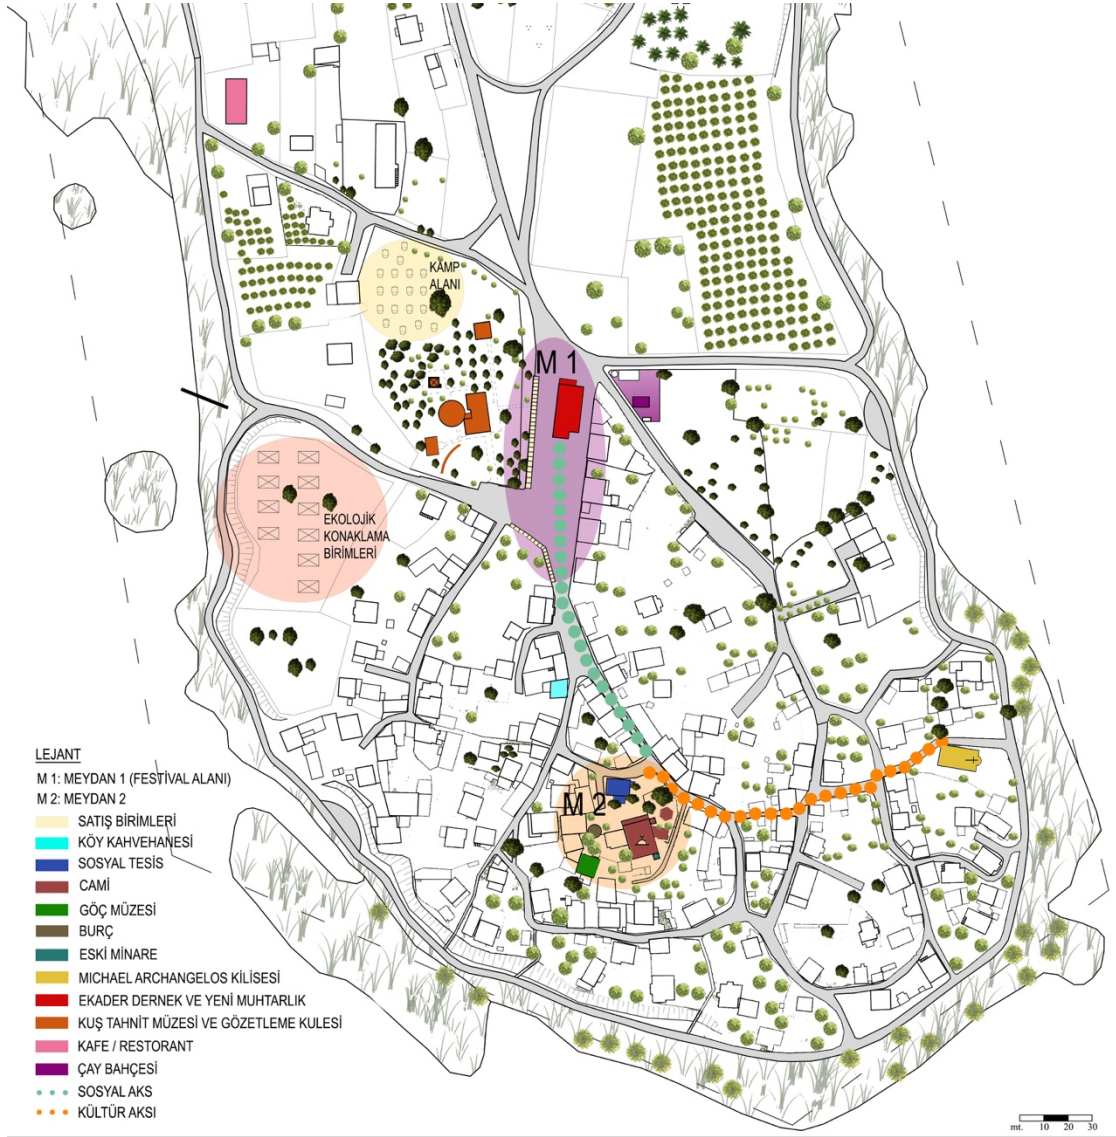 KAMP
ALANI
M 1
EKOLOJİK
KONAKLAMA
BİRİMLERİ
M 2
LEJANT
M 1: MEYDAN 1 (FESTİVAL ALANI)
M 2: MEYDAN 2
SATIŞ BİRİMLERİ
KÖY KAHVEHANESİ
SOSYAL TESİS
CAMİ
GÖÇ MÜZESİ
BURÇ
ESKİ MİNARE
MICHAEL ARCHANGELOS KİLİSESİ
EKADER DERNEK VE YENİ MUHTARLIK
KUŞ TAHNİT MÜZESİ VE GÖZETLEME KULESİ
KAFE / RESTORANT
ÇAY BAHÇESİ
SOSYAL AKS
KÜLTÜR AKSI
mt. 10 20 30